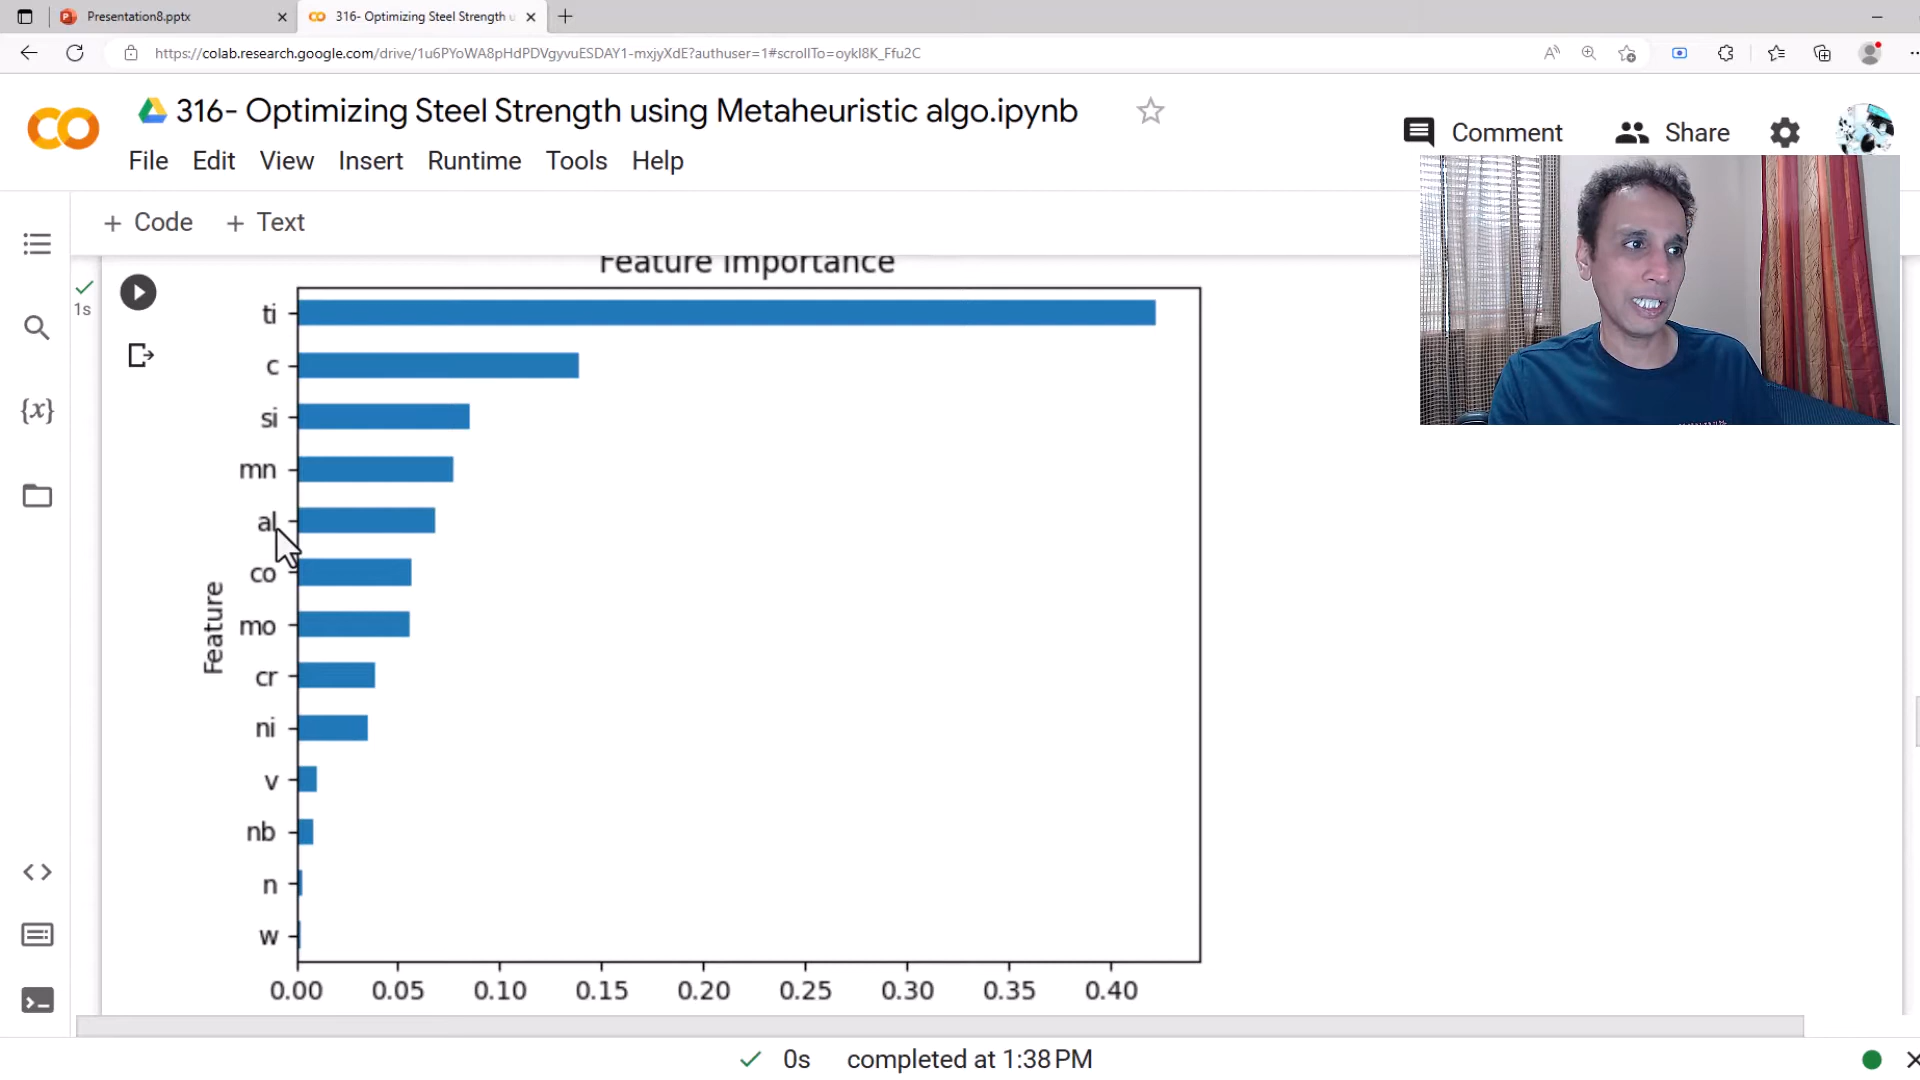 Presentation8.pptx
316- Optimizing Steel Strength u
https://colab.research.google.com/drive/1u6PYoWA8pHdPDVgyvuESDAY1-mxjyXdE?authuser=1#scrollTo=oykI8K_Ffu2C
316- Optimizing Steel Strength using Metaheuristic algo.ipynb
File Edit View Insert Runtime Tools Help
Comment
Share
+ Code + Text
1s
Feature Importance
ti
c
si
mn
al
co
mo
cr
ni
v
nb
n
w
Feature
0.00 0.05 0.10 0.15 0.20 0.25 0.30 0.35 0.40
0s completed at 1:38 PM